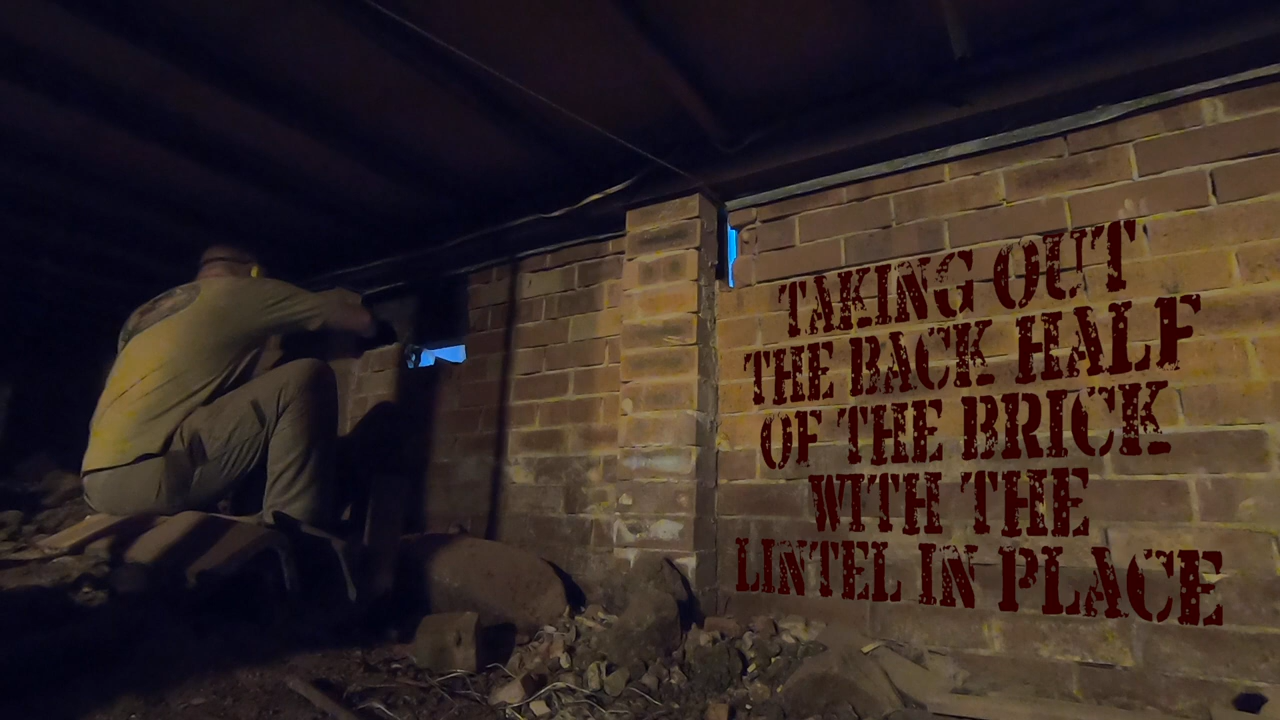 TAKING OUT
THE BACK HALF
OF THE BRICK
WITH THE
LINTEL IN PLACE